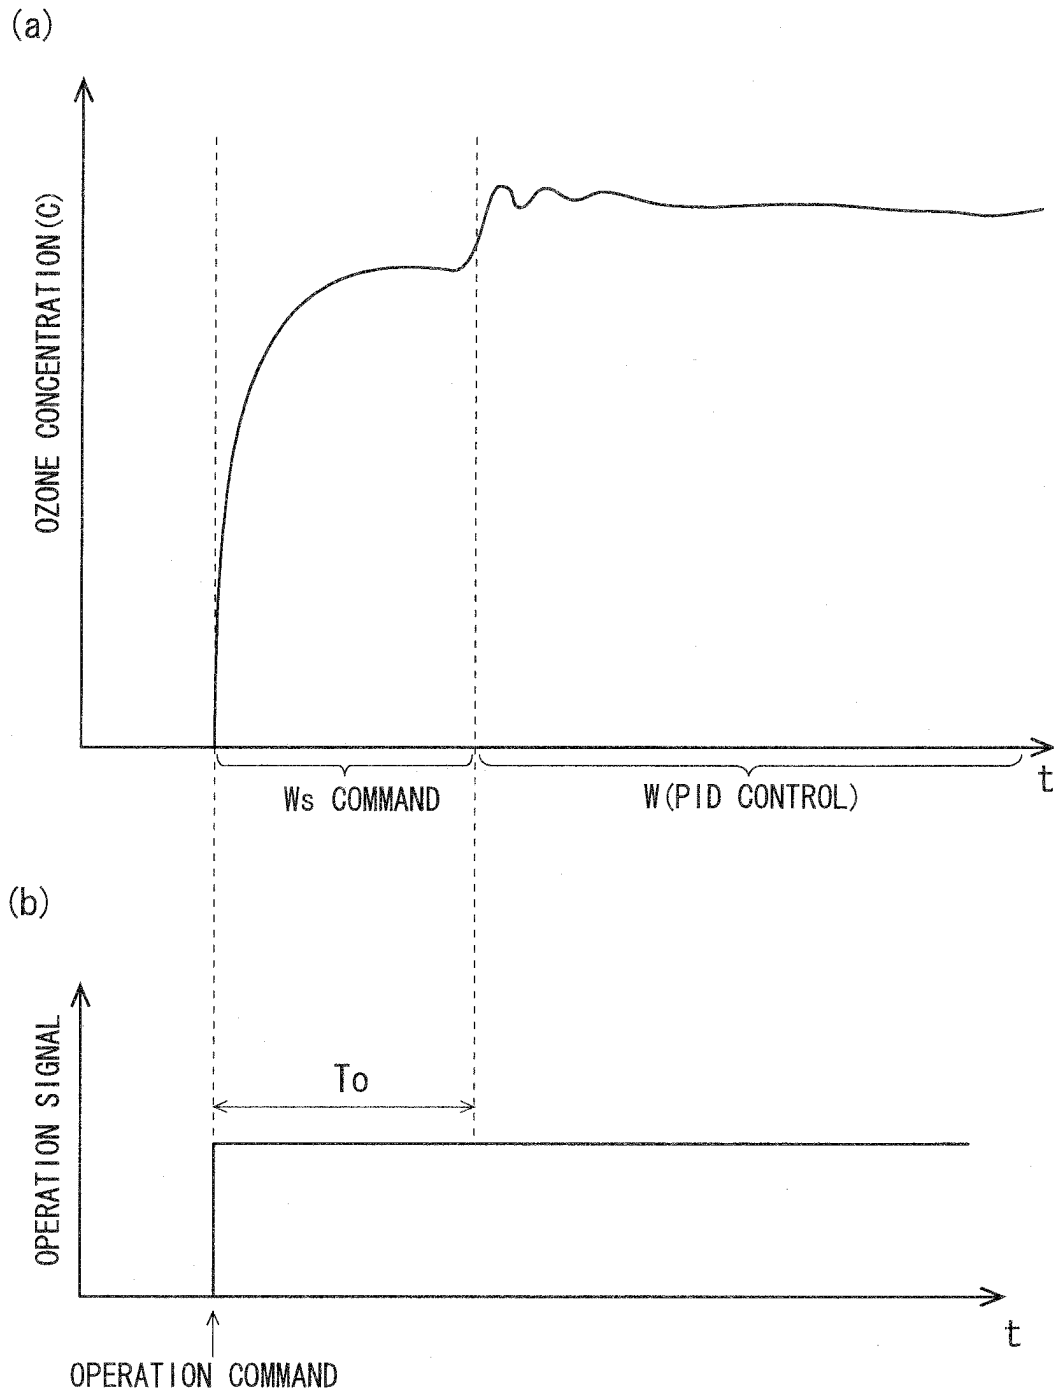 (a)
OZONE CONCENTRATION(C)
t
Ws COMMAND
W(PID CONTROL)
(b)
OPERATION SIGNAL
To
t
OPERATION COMMAND